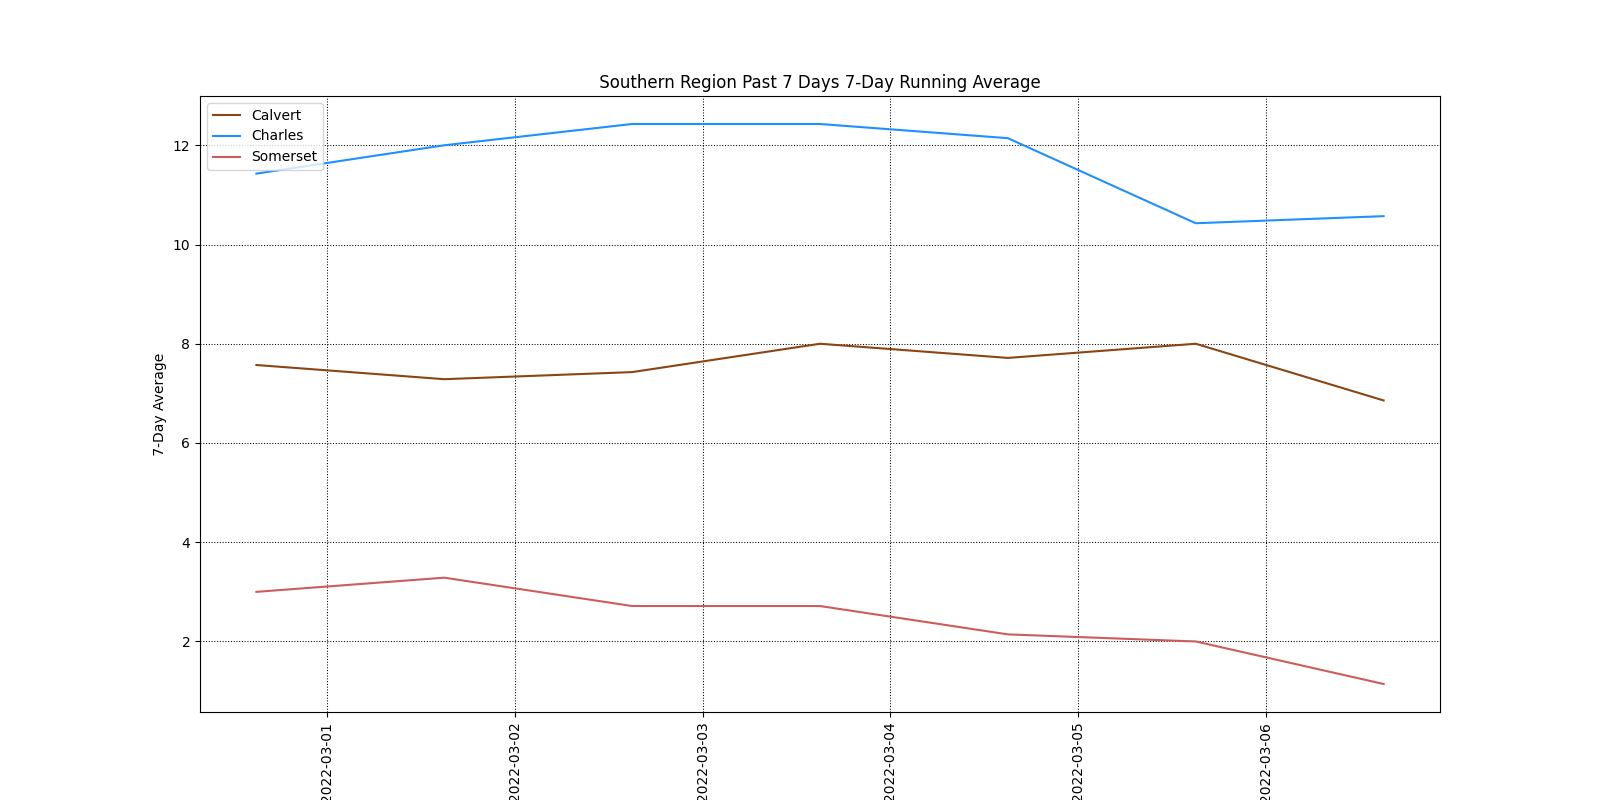 Southern Region Past 7 Days 7-Day Running Average
Calvert
Charles
Somerset
7-Day Average
12
10
8
6
4
2
2022-03-01
2022-03-02
2022-03-03
2022-03-04
2022-03-05
2022-03-06